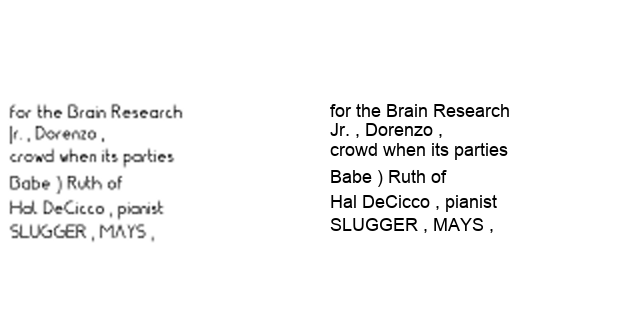 for the Brain Research
Jr. , Dorenzo ,
crowd when its parties
Babe ) Ruth of
Hal DeCicco , pianist
SLUGGER , MAYS ,
for the Brain Research
Jr. , Dorenzo ,
crowd when its parties
Babe ) Ruth of
Hal DeCicco , pianist
SLUGGER , MAYS ,